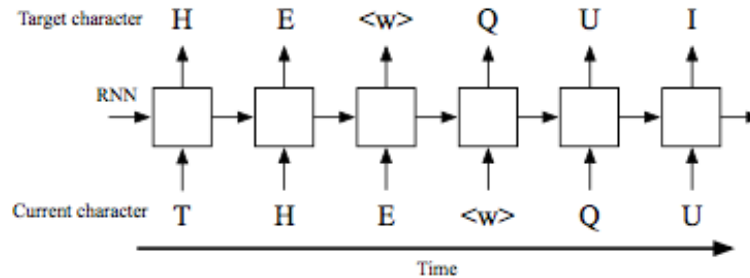 Target character H E <w> Q U I
RNN
Current character T H E <w> Q U
Time